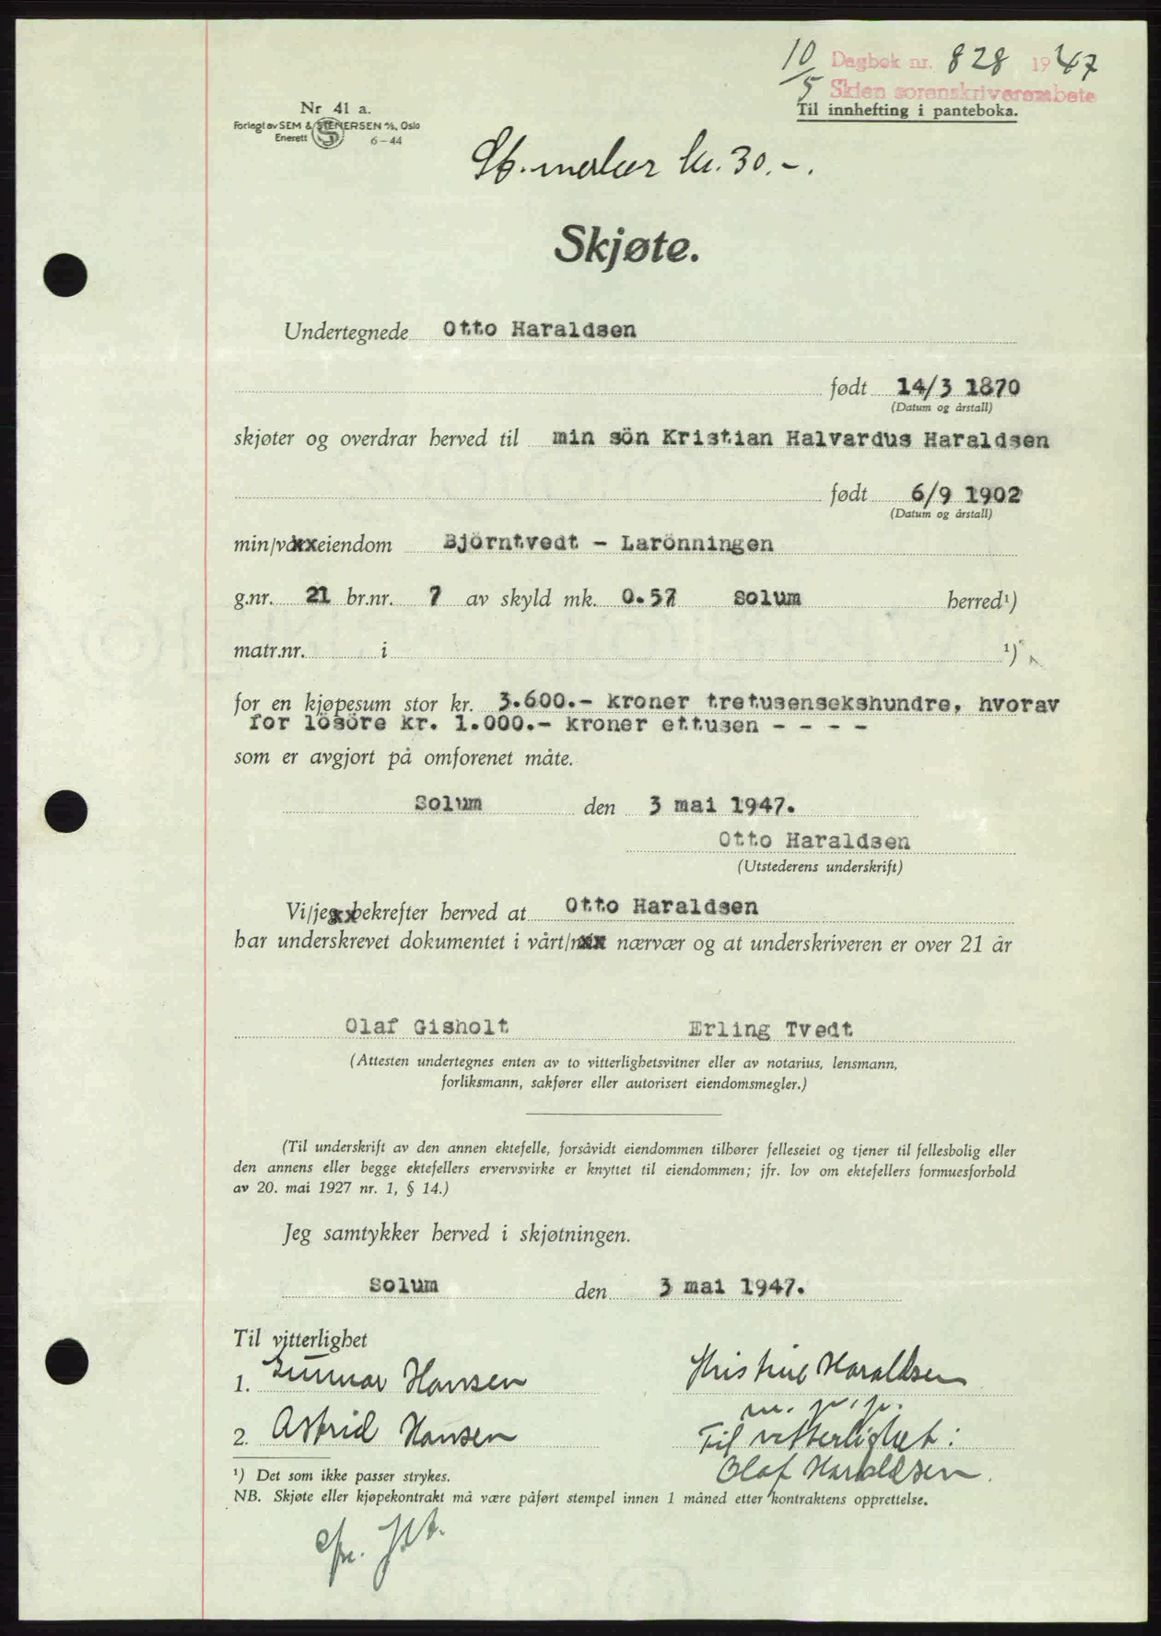 10/5 Dagbok nr. 828 1947
Skien sorenskriverembete
Til innhefting i panteboka.
Nr 41 a.
Forlegt av SEM & STENERSEN A/S, Oslo
Enerett 6-44
St.merker kr. 30.-.
Skjøte.
Undertegnede Otto Haraldsen
født 14/3 1870
(Datum og årstall)
skjøter og overdrar herved til min sön Kristian Halvardus Haraldsen
født 6/9 1902
(Datum og årstall)
min/våxxeiendom Björntvedt - Larönningen
g.nr. 21 br.nr. 7 av skyld mk. 0.57 Solum herred¹)
matr.nr. i ¹)
for en kjøpesum stor kr. 3.600.- kroner tretusensekshundre, hvorav
for lösöre kr. 1.000.- kroner ettusen - - - -
som er avgjort på omforenet måte.
Solum den 3 mai 1947.
Otto Haraldsen
(Utstederens underskrift)
Vi/jegxxbekrefter herved at Otto Haraldsen
har underskrevet dokumentet i vårt/mxx nærvær og at underskriveren er over 21 år
Olaf Gisholt Erling Tvedt
(Attesten undertegnes enten av to vitterlighetsvitner eller av notarius, lensmann,
forliksmann, sakfører eller autorisert eiendomsmegler.)
(Til underskrift av den annen ektefelle, forsåvidt eiendommen tilhører felleseiet og tjener til fellesbolig eller
den annens eller begge ektefellers ervervsvirke er knyttet til eiendommen; jfr. lov om ektefellers formuesforhold
av 20. mai 1927 nr. 1, § 14.)
Jeg samtykker herved i skjøtningen.
Solum den 3 mai 1947.
Til vitterlighet
1. Gunnar Hansen Kristine Haraldsen
m. p. p.
2. Astrid Hansen Til vitterlighet:
Olaf Haraldsen.
¹) Det som ikke passer strykes.
NB. Skjøte eller kjøpekontrakt må være påført stempel innen 1 måned etter kontraktens opprettelse.